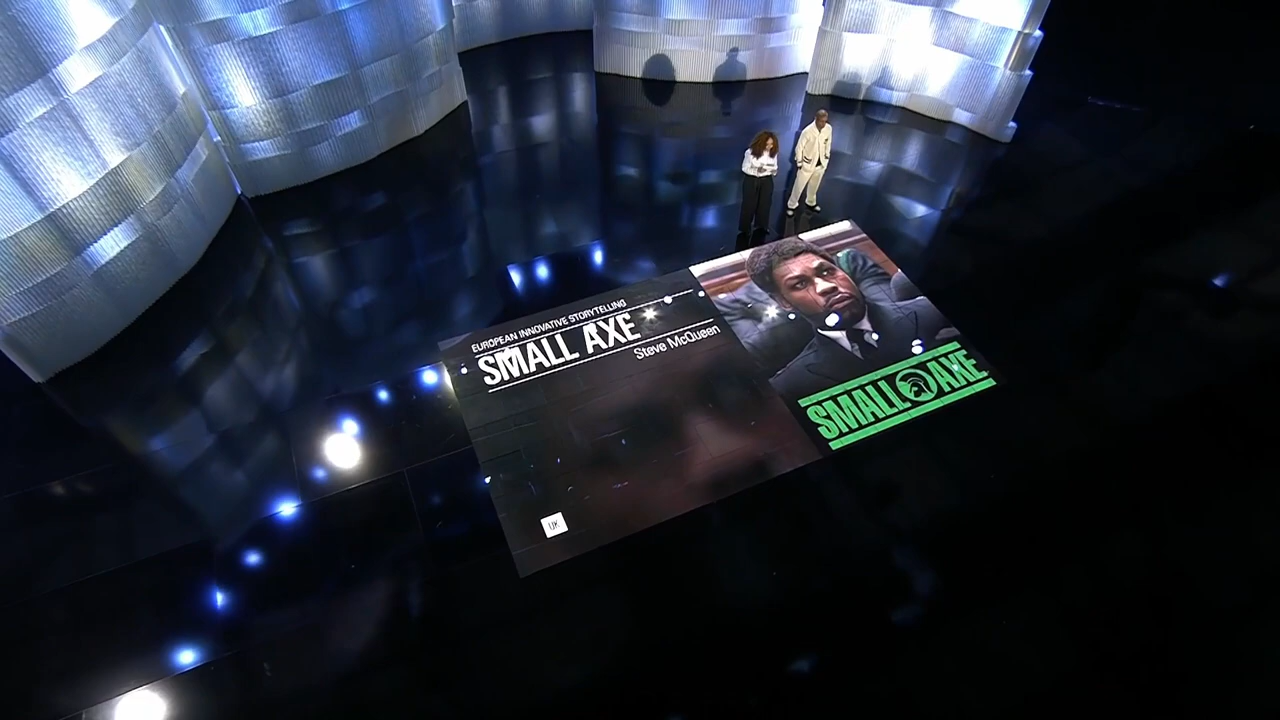 EUROPEAN INNOVATIVE STORYTELLING
SMALL AXE
Steve McQueen
UK
SMALL AXE